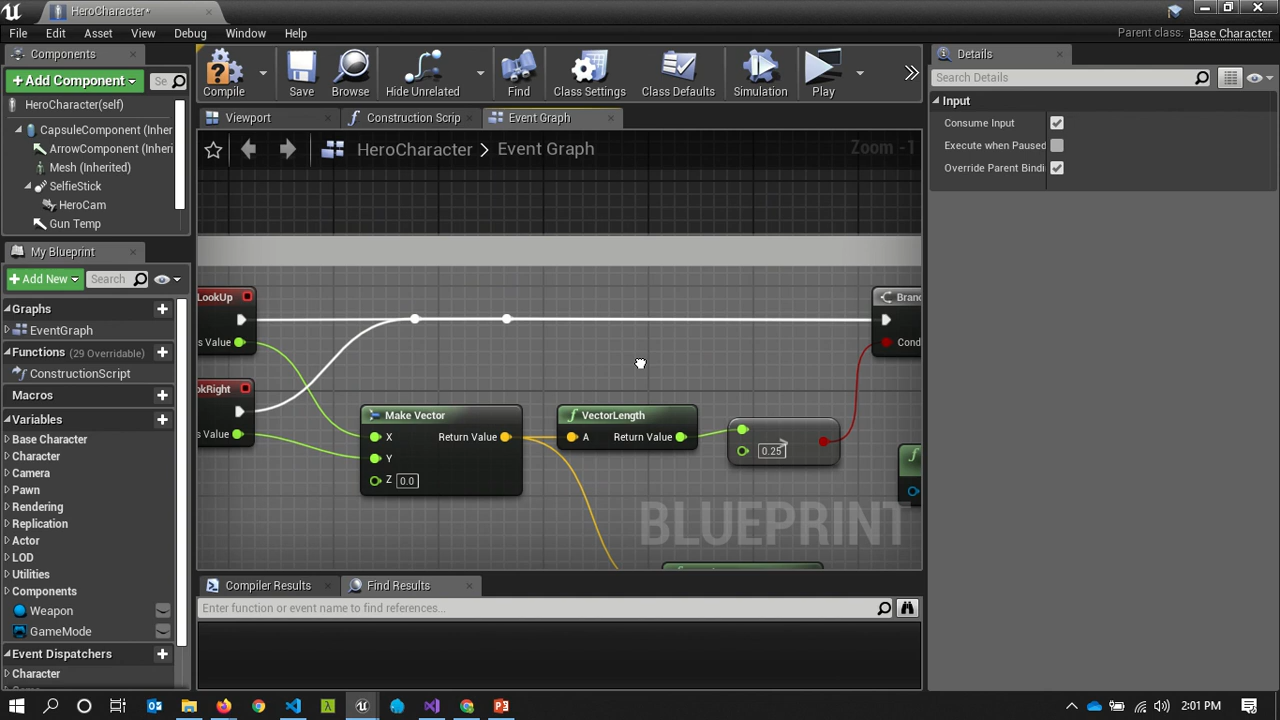 HeroCharacter*
File Edit Asset View Debug Window Help
Parent class: Base Character
Components
+Add Component
Se
HeroCharacter(self)
CapsuleComponent (Inher
ArrowComponent (Inheri
Mesh (Inherited)
SelfieStick
HeroCam
Gun Temp
My Blueprint
+Add New
Search
Graphs
EventGraph
Functions (29 Overridable)
ConstructionScript
Macros
Variables
Base Character
Character
Camera
Pawn
Rendering
Replication
Actor
LOD
Utilities
Components
Weapon
GameMode
Event Dispatchers
Character
Compile
Save
Browse
Hide Unrelated
Find
Class Settings
Class Defaults
Simulation
Play
Viewport
Construction Scrip
Event Graph
HeroCharacter > Event Graph
Zoom -1
LookUp
s Value
okRight
s Value
Make Vector
X Return Value
Y
Z 0.0
VectorLength
A Return Value
>
0.25
Branc
Cond
BLUEPRINT
Compiler Results
Find Results
Enter function or event name to find references...
Details
Search Details
Input
Consume Input
Execute when Paused
Override Parent Bindi
2:01 PM